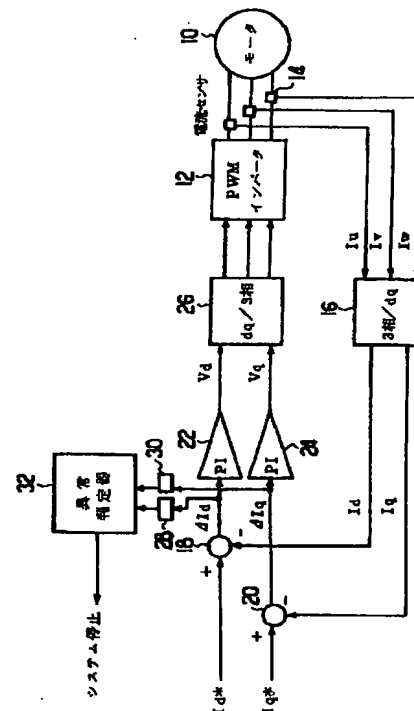 10
モータ
電流センサ
14
12
PWM
インバータ
Iu
Iv
Iw
26
dq/3相
16
3相/dq
Vd
Vq
22
PI
24
PI
32
異常
判定器
30
28
ΔId
ΔIq
18
20
+
-
+
-
Id
Iq
システム停止
Id*
Iq*